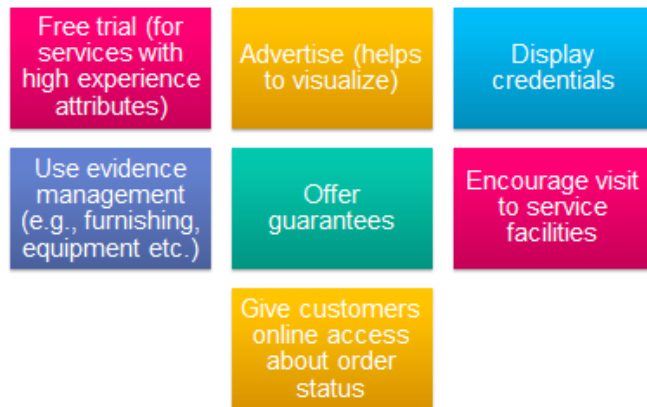 Free trial (for
services with
high experience
attributes)
Advertise (helps
to visualize)
Display
credentials
Use evidence
management
(e.g., furnishing,
equipment etc.)
Offer
guarantees
Encourage visit
to service
facilities
Give customers
online access
about order
status